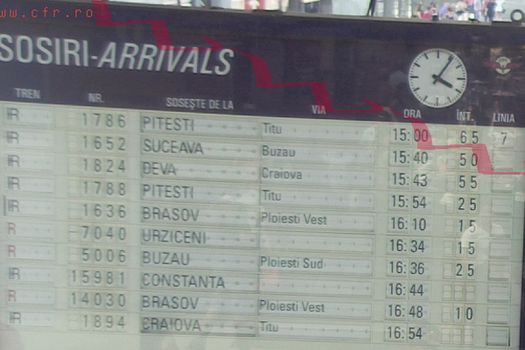 www.cfr.ro
SOSIRI-ARRIVALS
TREN NR. SOSEȘTE DE LA VIA ORA ÎNT. LINIA
IR 1786 PITESTI Titu 15:00 65 7
IR 1652 SUCEAVA Buzau 15:40 50
IR 1824 DEVA Craiova 15:43 55
IR 1788 PITESTI Titu 15:54 25
IR 1636 BRASOV Ploiesti Vest 16:10 15
R 7040 URZICENI 16:34 15
R 5006 BUZAU Ploiesti Sud 16:36 25
IR 15981 CONSTANTA 16:44
R 14030 BRASOV Ploiesti Vest 16:48 10
IR 1894 CRAIOVA Titu 16:54